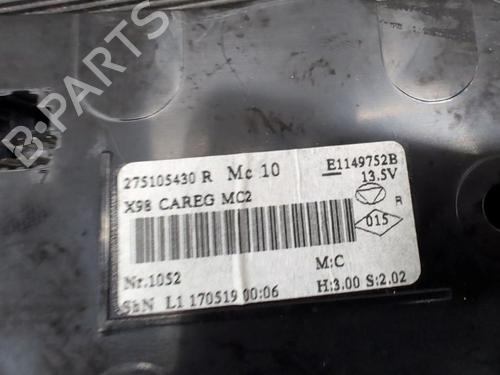 B-PARTS
275105430 R Mc 10 E1149752B
X98 CAREG MC2 13.5V
R
015
Nr.1052 M:C
L1 170519 00:06 H:3.00 S:2.02